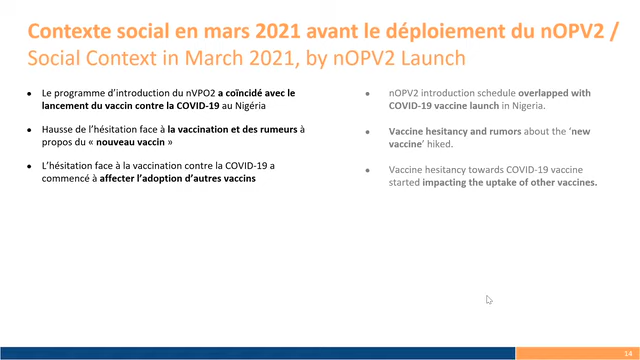 Contexte social en mars 2021 avant le déploiement du nOPV2 /
Social Context in March 2021, by nOPV2 Launch
• Le programme d'introduction du nVPO2 a coïncidé avec le
lancement du vaccin contre la COVID-19 au Nigéria
• Hausse de l'hésitation face à la vaccination et des rumeurs à
propos du « nouveau vaccin »
• L'hésitation face à la vaccination contre la COVID-19 a
commencé à affecter l'adoption d'autres vaccins
• nOPV2 introduction schedule overlapped with
COVID-19 vaccine launch in Nigeria.
• Vaccine hesitancy and rumors about the 'new
vaccine' hiked.
• Vaccine hesitancy towards COVID-19 vaccine
started impacting the uptake of other vaccines.
14